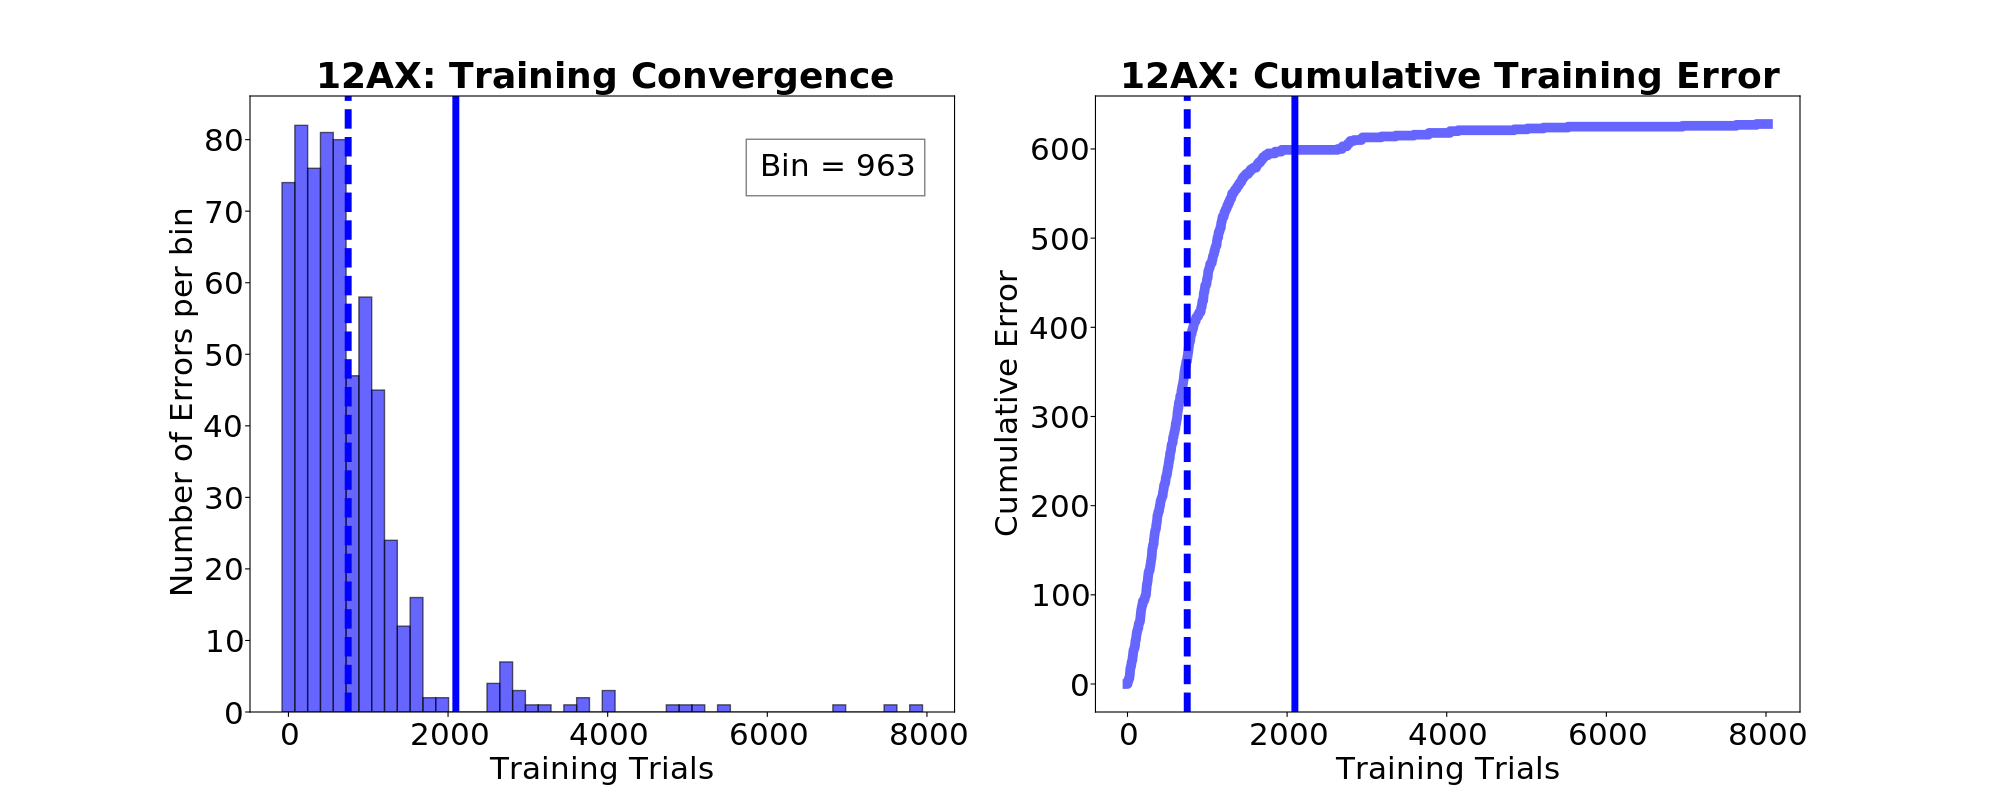 12AX: Training Convergence
Number of Errors per bin
80
70
60
50
40
30
20
10
0
Bin = 963
0 2000 4000 6000 8000
Training Trials
12AX: Cumulative Training Error
Cumulative Error
600
500
400
300
200
100
0
0 2000 4000 6000 8000
Training Trials